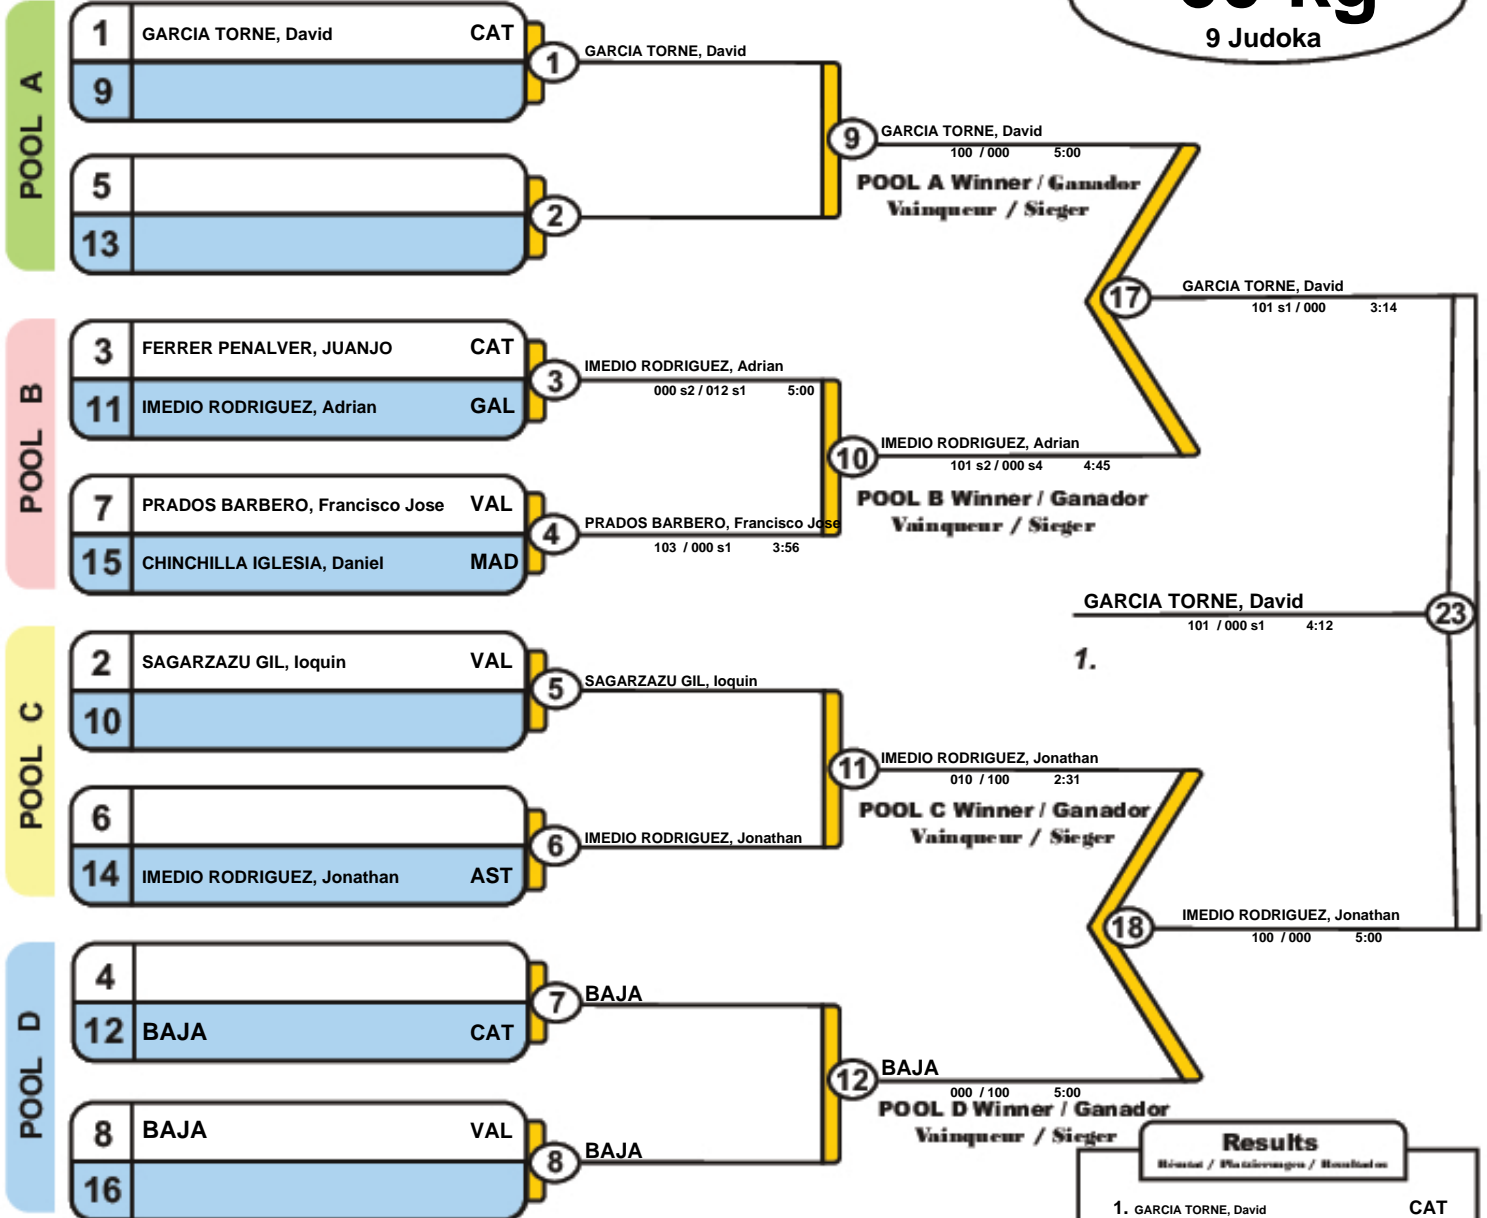 9 Judoka
POOL A
1 GARCIA TORNE, David CAT
9
1 GARCIA TORNE, David
5
13
2
9 GARCIA TORNE, David
100 / 000 5:00
POOL A Winner / Ganador
Vainqueur / Sieger
POOL B
3 FERRER PENALVER, JUANJO CAT
11 IMEDIO RODRIGUEZ, Adrian GAL
3 IMEDIO RODRIGUEZ, Adrian
000 s2 / 012 s1 5:00
7 PRADOS BARBERO, Francisco Jose VAL
15 CHINCHILLA IGLESIA, Daniel MAD
4 PRADOS BARBERO, Francisco Jose
103 / 000 s1 3:56
10 IMEDIO RODRIGUEZ, Adrian
101 s2 / 000 s4 4:45
POOL B Winner / Ganador
Vainqueur / Sieger
17 GARCIA TORNE, David
101 s1 / 000 3:14
POOL C
2 SAGARZAZU GIL, Ioquin VAL
10
5 SAGARZAZU GIL, Ioquin
6
14 IMEDIO RODRIGUEZ, Jonathan AST
6 IMEDIO RODRIGUEZ, Jonathan
11 IMEDIO RODRIGUEZ, Jonathan
010 / 100 2:31
POOL C Winner / Ganador
Vainqueur / Sieger
POOL D
4
12 BAJA CAT
7 BAJA
8 BAJA VAL
16
8 BAJA
12 BAJA
000 / 100 5:00
POOL D Winner / Ganador
Vainqueur / Sieger
18 IMEDIO RODRIGUEZ, Jonathan
100 / 000 5:00
GARCIA TORNE, David 23
101 / 000 s1 4:12
1.
Results
/ Platzierungen / Resultados
1. GARCIA TORNE, David CAT